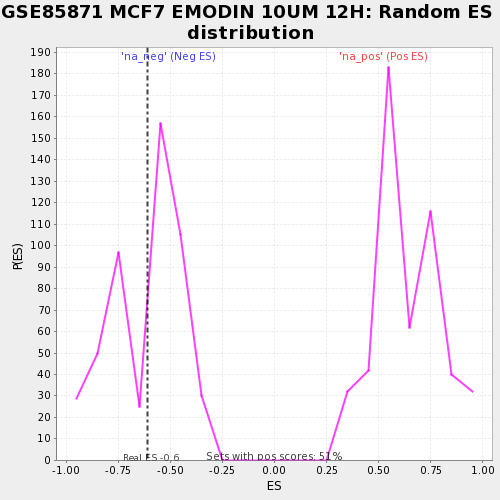 GSE85871 MCF7 EMODIN 10UM 12H: Random ES
distribution
'na_neg' (Neg ES)
'na_pos' (Pos ES)
190
180
170
160
150
140
130
120
110
100
90
80
70
60
50
40
30
20
10
0
P(ES)
Real ES -0.6
Sets with pos scores: 51%
-1.00 -0.75 -0.50 -0.25 0.00 0.25 0.50 0.75 1.00
ES